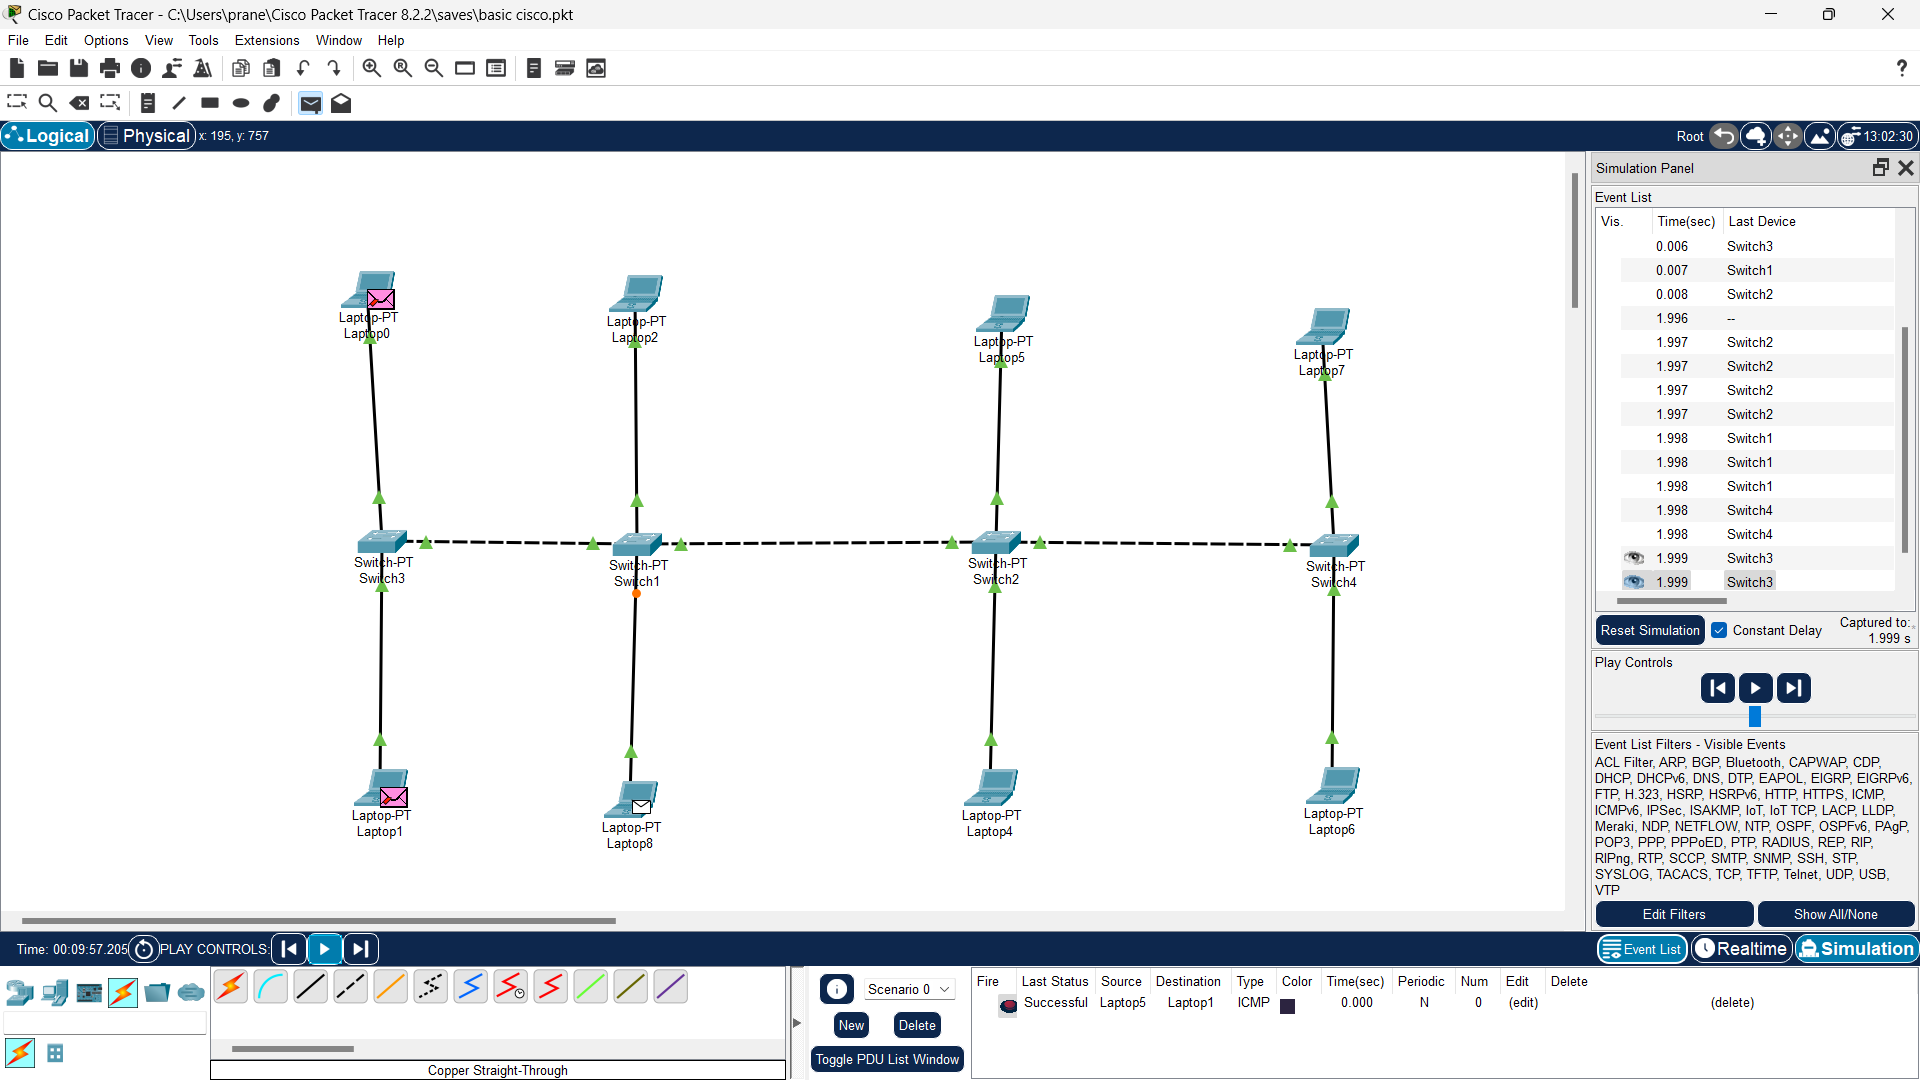 Cisco Packet Tracer - C:\Users\prane\Cisco Packet Tracer 8.2.2\saves\basic cisco.pkt
File Edit Options View Tools Extensions Window Help
?
Logical Physical x: 195, y: 757
Root 13:02:30
Simulation Panel
Event List
Vis. Time(sec) Last Device
0.006 Switch3
0.007 Switch1
0.008 Switch2
1.996 --
1.997 Switch2
1.997 Switch2
1.997 Switch2
1.997 Switch2
1.998 Switch1
1.998 Switch1
1.998 Switch1
1.998 Switch4
1.998 Switch4
1.999 Switch3
1.999 Switch3
Reset Simulation Constant Delay Captured to:
1.999 s
Play Controls
Event List Filters - Visible Events
ACL Filter, ARP, BGP, Bluetooth, CAPWAP, CDP,
DHCP, DHCPv6, DNS, DTP, EAPOL, EIGRP, EIGRPv6,
FTP, H.323, HSRP, HSRPv6, HTTP, HTTPS, ICMP,
ICMPv6, IPSec, ISAKMP, IoT, IoT TCP, LACP, LLDP,
Meraki, NDP, NETFLOW, NTP, OSPF, OSPFv6, PAgP,
POP3, PPP, PPPoED, PTP, RADIUS, REP, RIP,
RIPng, RTP, SCCP, SMTP, SNMP, SSH, STP,
SYSLOG, TACACS, TCP, TFTP, Telnet, UDP, USB,
VTP
Edit Filters Show All/None
Laptop-PT
Laptop0
Laptop-PT
Laptop2
Laptop-PT
Laptop5
Laptop-PT
Laptop7
Switch-PT
Switch3
Switch-PT
Switch1
Switch-PT
Switch2
Switch-PT
Switch4
Laptop-PT
Laptop1
Laptop-PT
Laptop8
Laptop-PT
Laptop4
Laptop-PT
Laptop6
Time: 00:09:57.205 PLAY CONTROLS:
Event List Realtime Simulation
Scenario 0
New Delete
Toggle PDU List Window
Fire Last Status Source Destination Type Color Time(sec) Periodic Num Edit Delete
Successful Laptop5 Laptop1 ICMP 0.000 N 0 (edit) (delete)
Copper Straight-Through